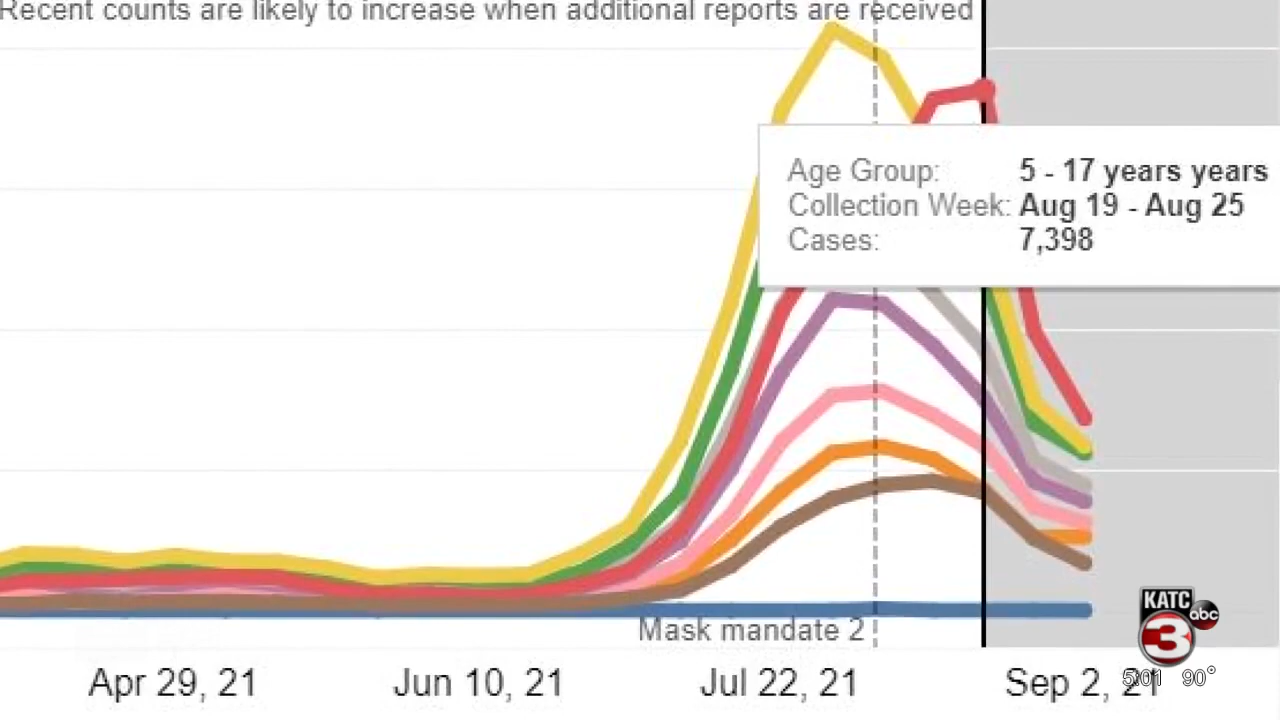 Recent counts are likely to increase when additional reports are received
Age Group: 5 - 17 years years
Collection Week: Aug 19 - Aug 25
Cases: 7,398
Mask mandate 2
Apr 29, 21 Jun 10, 21 Jul 22, 21 Sep 2, 21
KATC
abc
3
5:01 90°